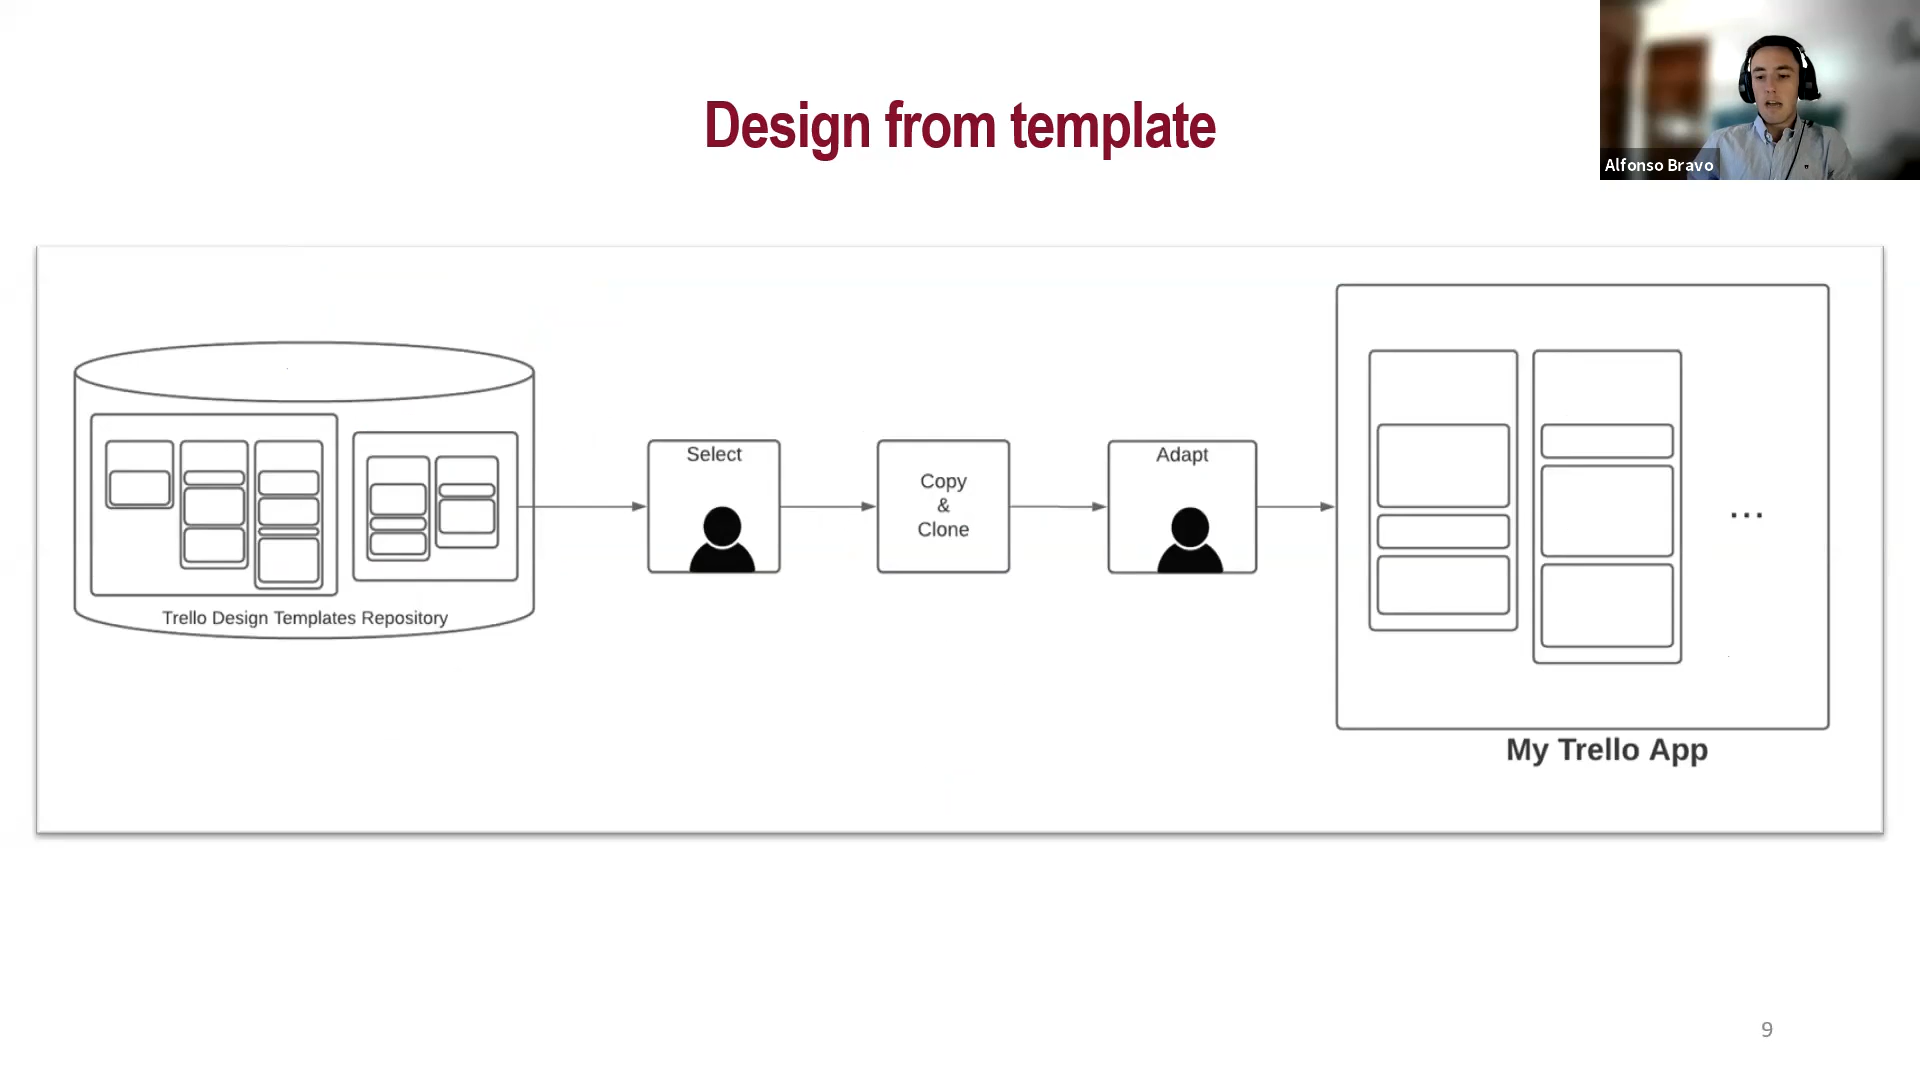 Design from template
Alfonso Bravo
Trello Design Templates Repository
Select
Copy
&
Clone
Adapt
...
My Trello App
9